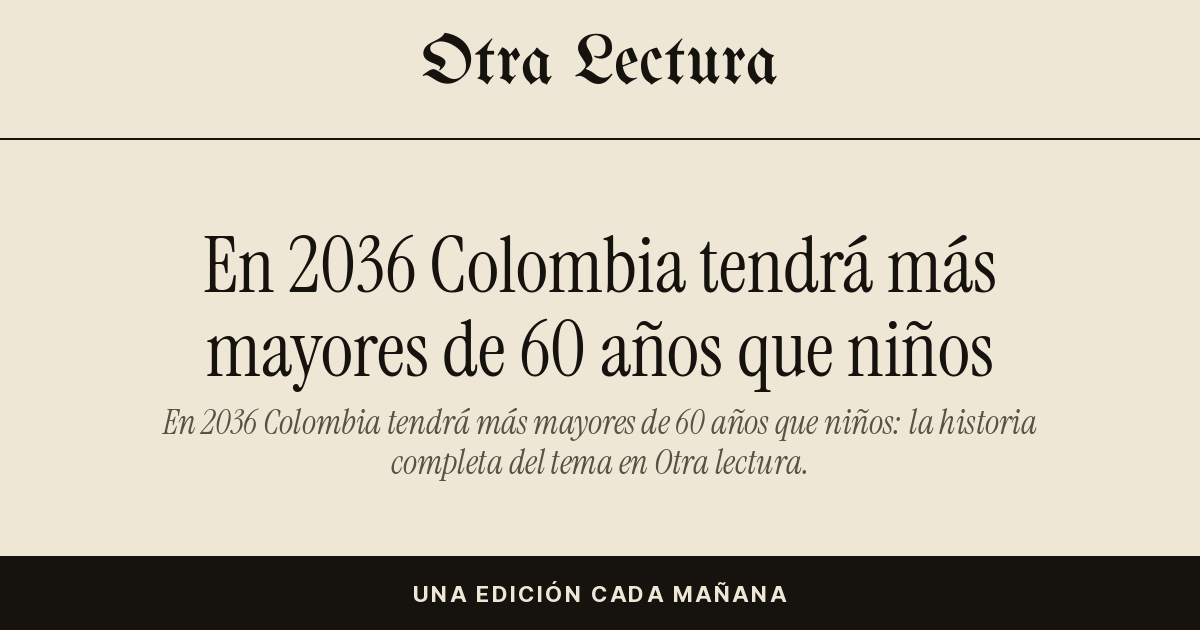 Otra Lectura
En 2036 Colombia tendrá más
mayores de 60 años que niños
En 2036 Colombia tendrá más mayores de 60 años que niños: la historia
completa del tema en Otra lectura.
UNA EDICIÓN CADA MAÑANA